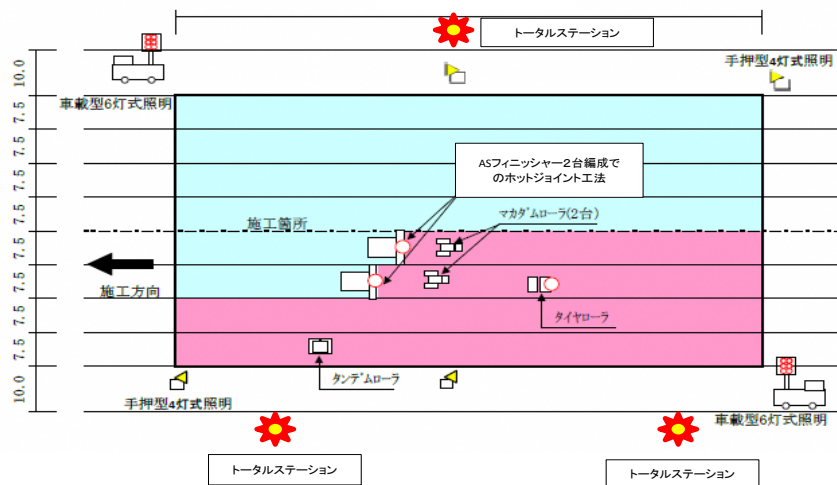 トータルステーション
手押型4灯式照明
車載型6灯式照明
10.0
7.5
7.5
7.5
7.5
7.5
7.5
7.5
7.5
10.0
ASフィニッシャー2台編成で
のホットジョイント工法
マカダムローラ(2台)
施工箇所
施工方向
タイヤローラ
タンデムローラ
手押型4灯式照明
車載型6灯式照明
トータルステーション
トータルステーション